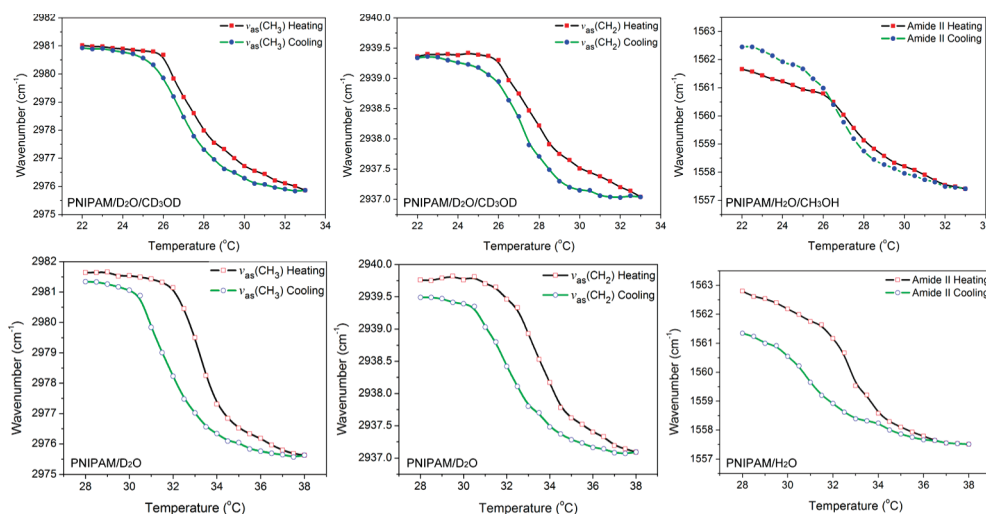 2982
2981
2980
2979
2978
2977
2976
2975
Wavenumber (cm⁻¹)
νas(CH3) Heating
νas(CH3) Cooling
PNIPAM/D2O/CD3OD
22 24 26 28 30 32 34
Temperature (°C)
2940.0
2939.5
2939.0
2938.5
2938.0
2937.5
2937.0
Wavenumber (cm⁻¹)
νas(CH2) Heating
νas(CH2) Cooling
PNIPAM/D2O/CD3OD
22 24 26 28 30 32 34
Temperature (°C)
1563
1562
1561
1560
1559
1558
1557
Wavenumber (cm⁻¹)
Amide II Heating
Amide II Cooling
PNIPAM/H2O/CH3OH
22 24 26 28 30 32
Temperature (°C)
2982
2981
2980
2979
2978
2977
2976
2975
Wavenumber (cm⁻¹)
νas(CH3) Heating
νas(CH3) Cooling
PNIPAM/D2O
28 30 32 34 36 38
Temperature (°C)
2940.0
2939.5
2939.0
2938.5
2938.0
2937.5
2937.0
Wavenumber (cm⁻¹)
νas(CH2) Heating
νas(CH2) Cooling
PNIPAM/D2O
28 30 32 34 36 38
Temperature (°C)
1563
1562
1561
1560
1559
1558
1557
Wavenumber (cm⁻¹)
Amide II Heating
Amide II Cooling
PNIPAM/H2O
28 30 32 34 36 38
Temperature (°C)